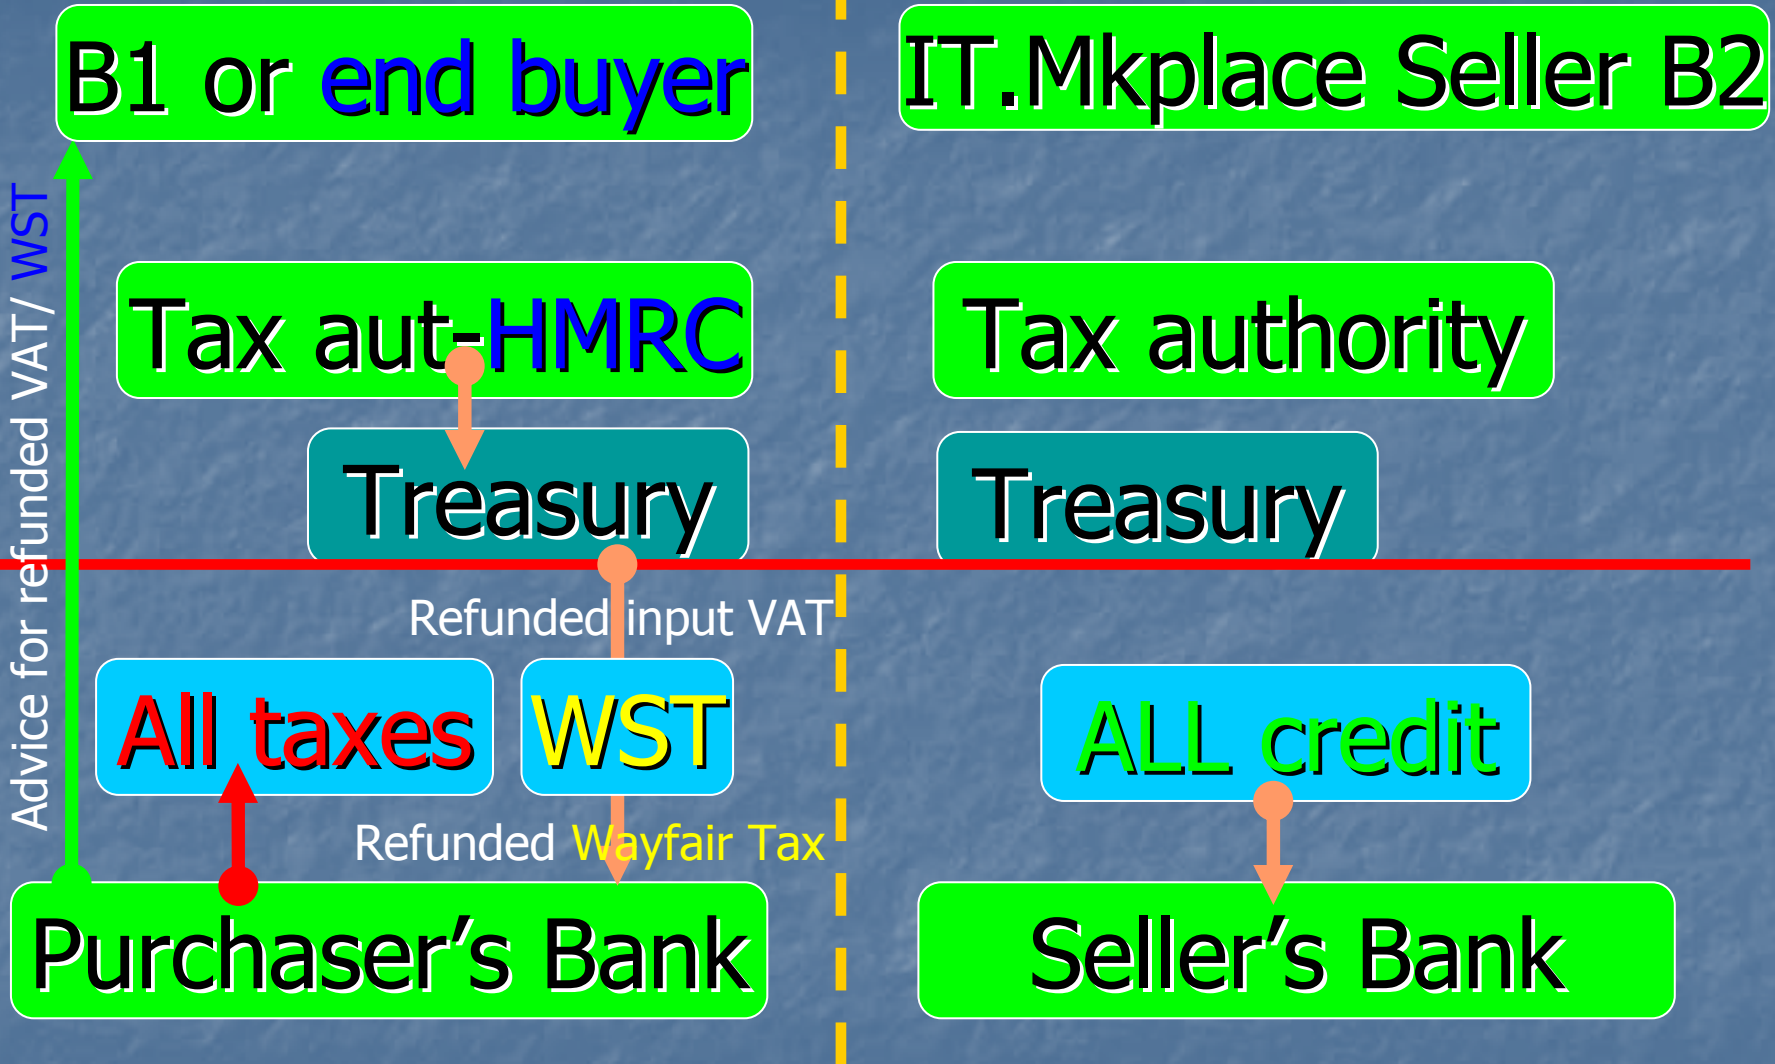 B1 or end buyer
IT.Mkplace Seller B2
Advice for refunded VAT/ WST
Tax aut-HMRC
Tax authority
Treasury
Treasury
Refunded input VAT
All taxes
WST
ALL credit
Refunded Wayfair Tax
Purchaser’s Bank
Seller’s Bank